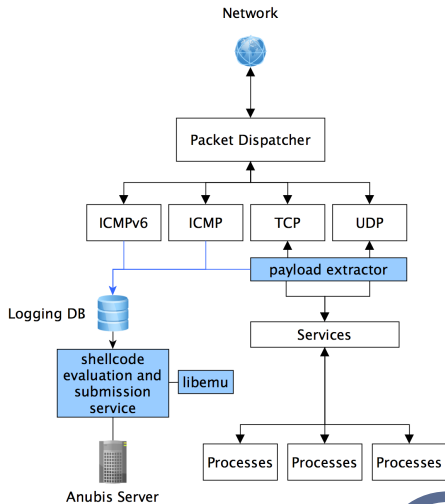 Network
Packet Dispatcher
ICMPv6
ICMP
TCP
UDP
payload extractor
Logging DB
Services
shellcode
evaluation and
submission
service
libemu
Processes
Processes
Processes
Anubis Server